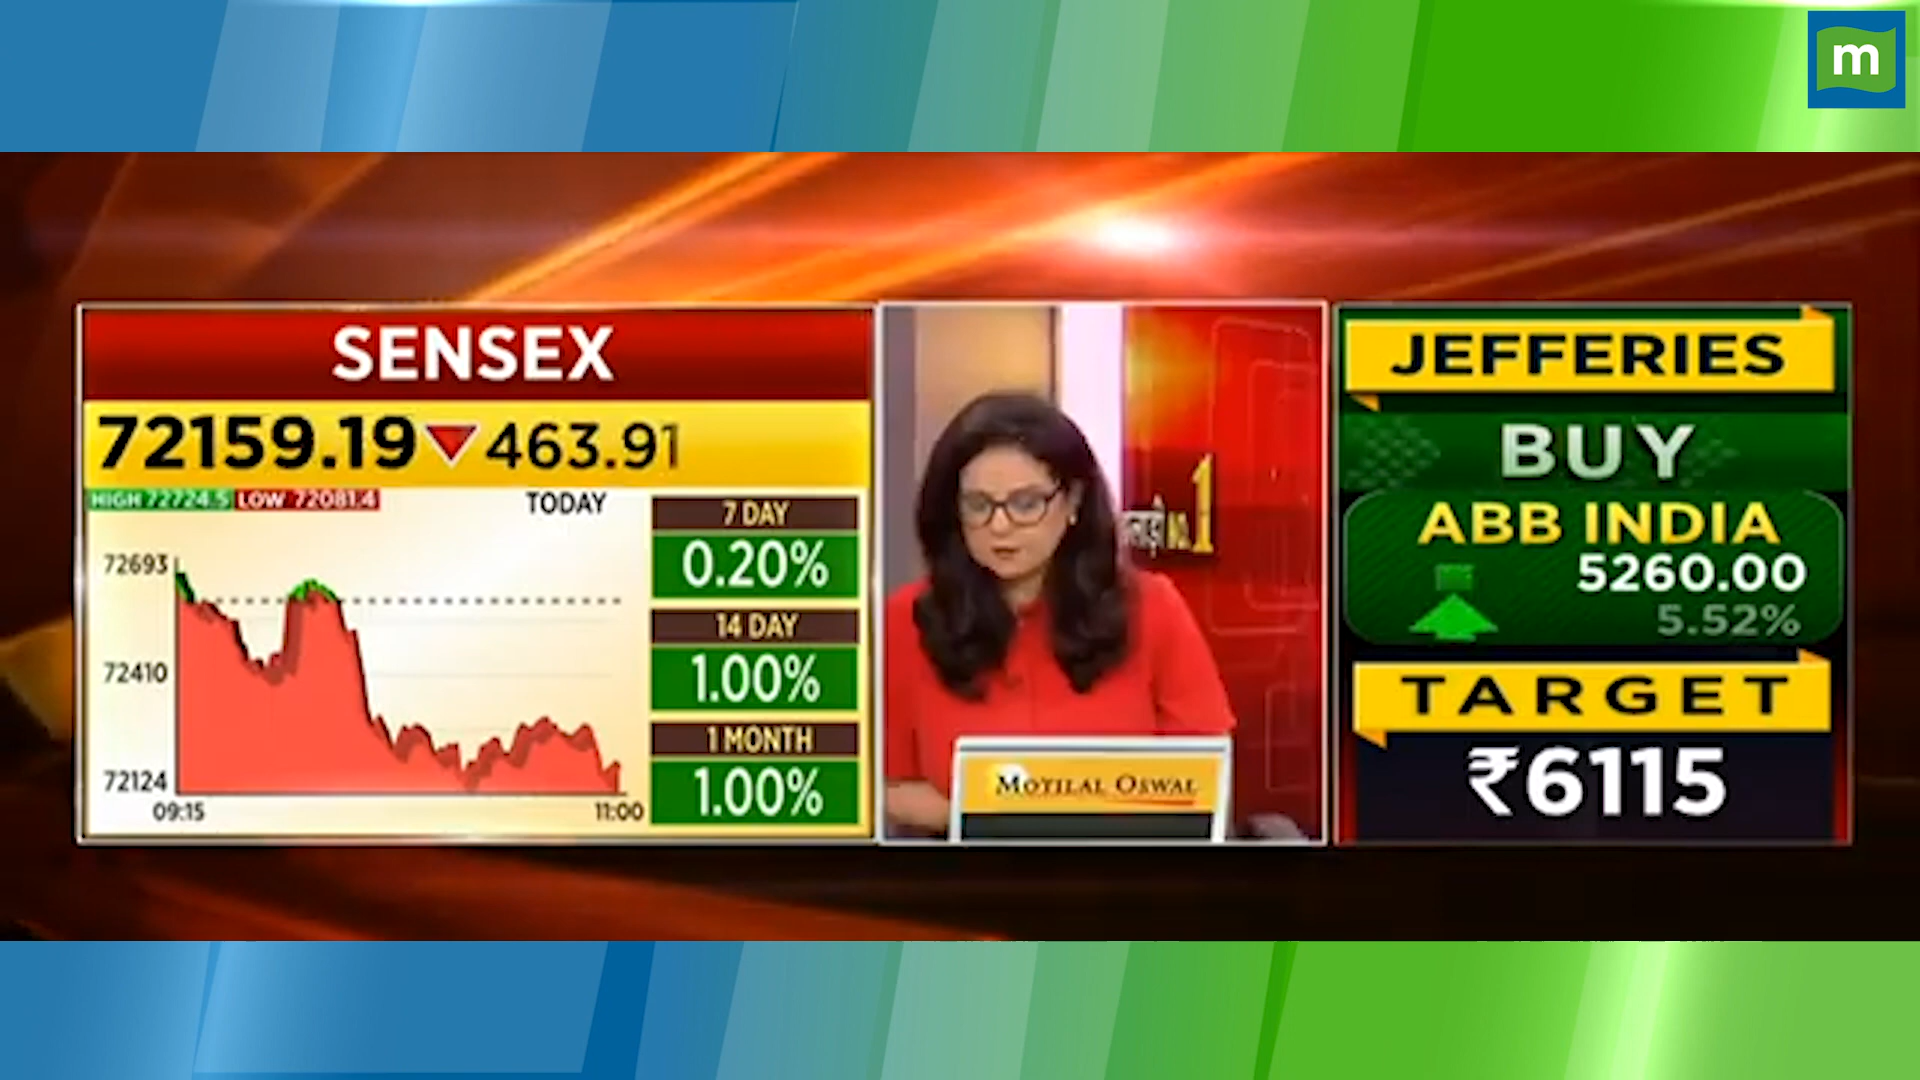 m
SENSEX
72159.19 ▼ 463.91
HIGH 72724.5 LOW 72081.4
TODAY
72693
72410
72124
09:15
11:00
7 DAY
0.20%
14 DAY
1.00%
1 MONTH
1.00%
No.1
MOTILAL OSWAL
JEFFERIES
BUY
ABB INDIA
5260.00
5.52%
TARGET
₹6115